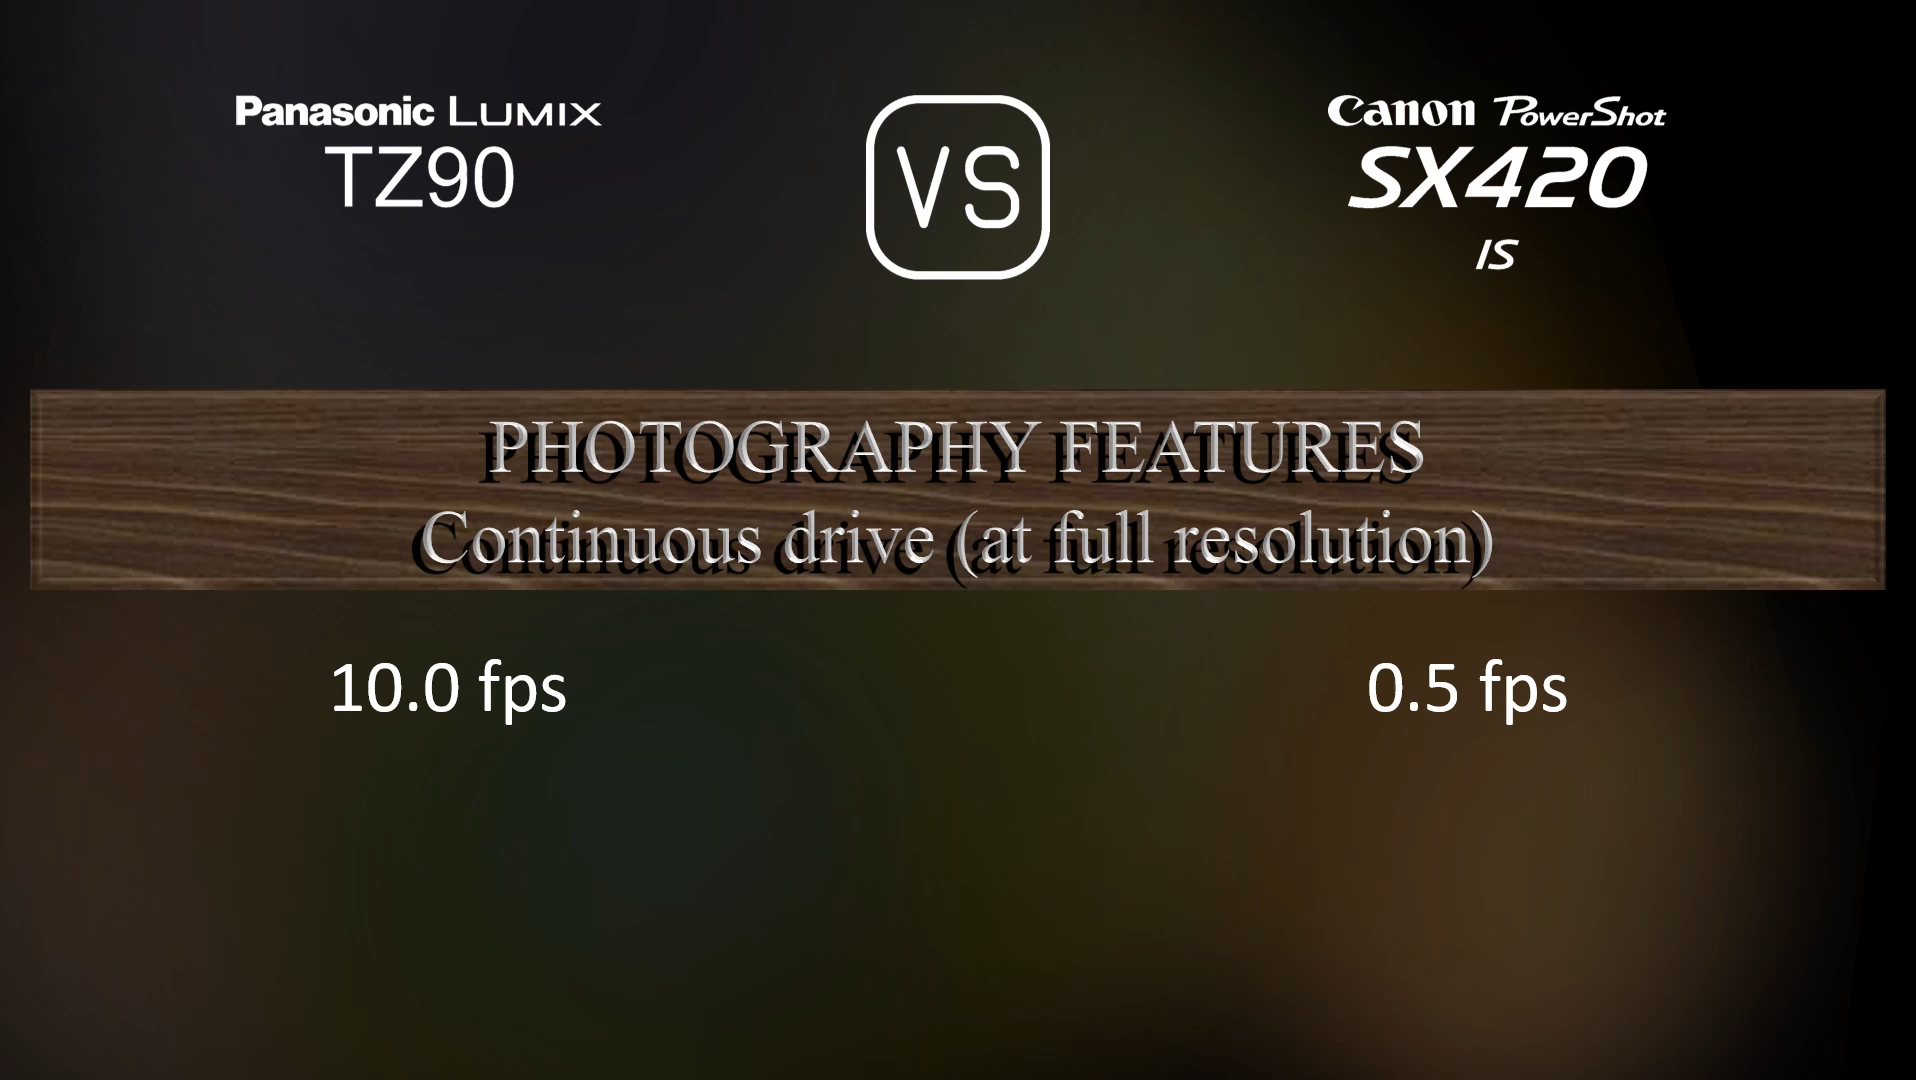 Panasonic LUMIX
TZ90
VS
Canon PowerShot
SX420
IS
PHOTOGRAPHY FEATURES
Continuous drive (at full resolution)
10.0 fps
0.5 fps